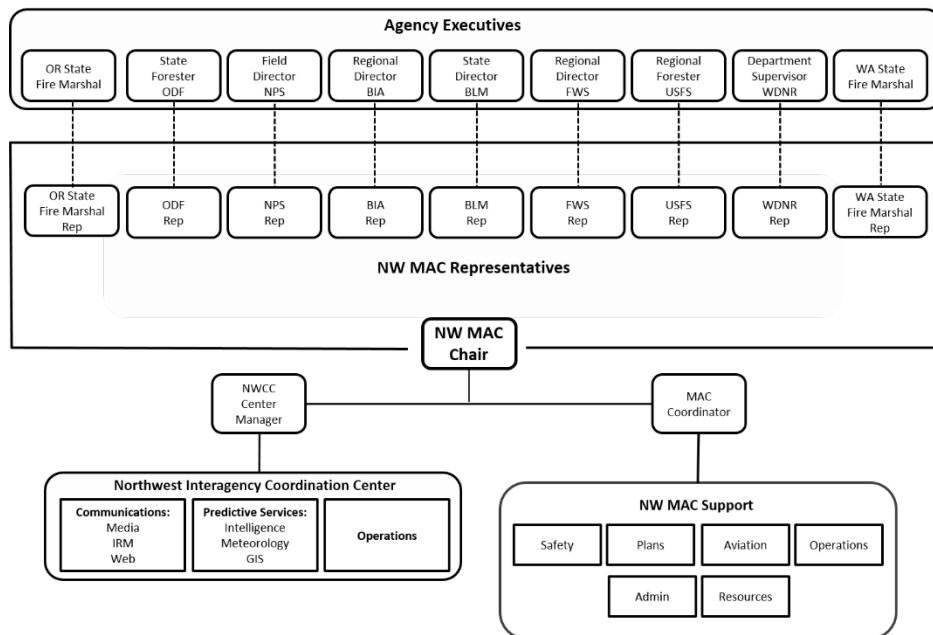 Agency Executives
OR State
Fire Marshal
State
Forester
ODF
Field
Director
NPS
Regional
Director
BIA
State
Director
BLM
Regional
Director
FWS
Regional
Forester
USFS
Department
Supervisor
WDNR
WA State
Fire Marshal
OR State
Fire Marshal
Rep
ODF
Rep
NPS
Rep
BIA
Rep
BLM
Rep
FWS
Rep
USFS
Rep
WDNR
Rep
WA State
Fire Marshal
Rep
NW MAC Representatives
NW MAC
Chair
NWCC
Center
Manager
MAC
Coordinator
Northwest Interagency Coordination Center
Communications:
Media
IRM
Web
Predictive Services:
Intelligence
Meteorology
GIS
Operations
NW MAC Support
Safety
Plans
Aviation
Operations
Admin
Resources